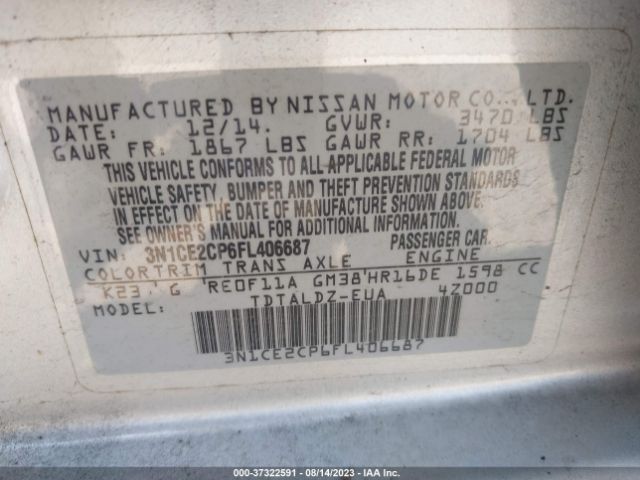 MANUFACTURED BY NISSAN MOTOR CO., LTD.
DATE: 12/14. GVWR: 3470 LBS
GAWR FR: 1867 LBS GAWR RR: 1704 LBS
THIS VEHICLE CONFORMS TO ALL APPLICABLE FEDERAL MOTOR
VEHICLE SAFETY, BUMPER AND THEFT PREVENTION STANDARDS
IN EFFECT ON THE DATE OF MANUFACTURE SHOWN ABOVE.
SEE OWNER'S MANUAL FOR ADDITIONAL INFORMATION.
VIN: 3N1CE2CP6FL406687 PASSENGER CAR
COLOR TRIM TRANS AXLE ENGINE
K23 G RE0F11A GM38 HR16DE 1598 CC
MODEL: TDTALDZ-EUA 4Z000
3N1CE2CP6FL406687
000-37322591 - 08/14/2023 - IAA Inc.